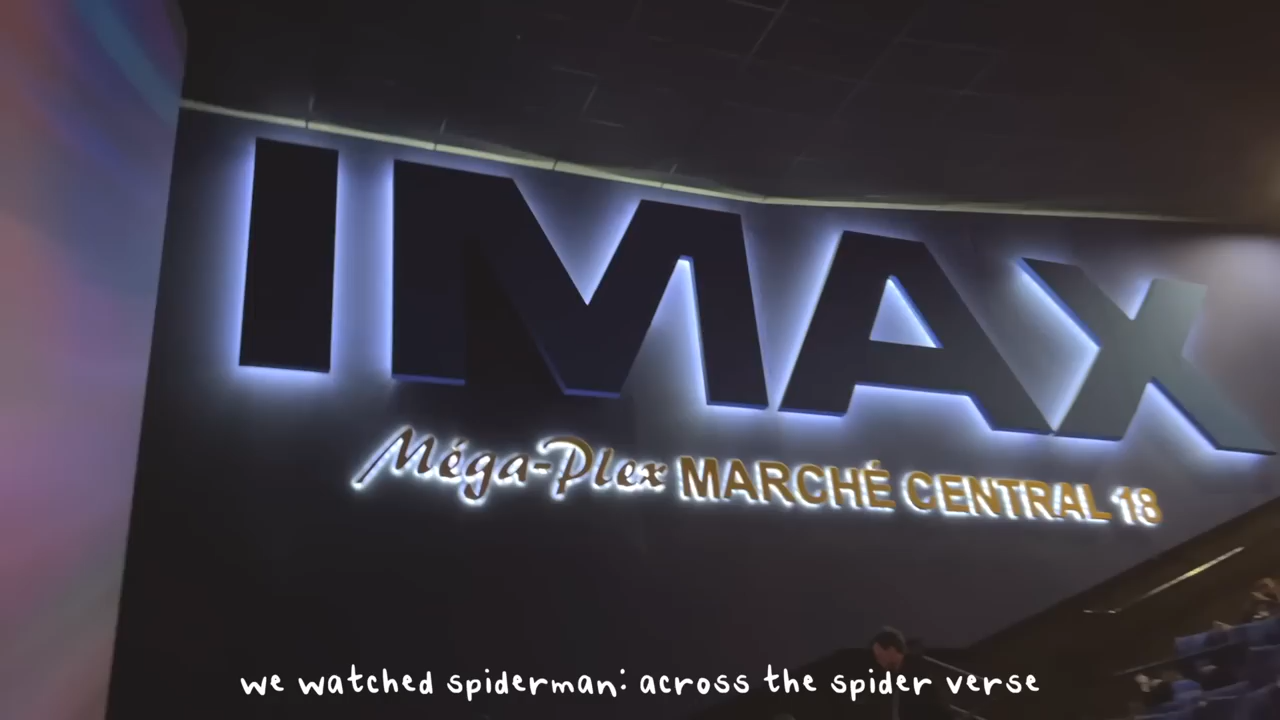 IMAX
Méga-Plex MARCHÉ CENTRAL 18
we watched spiderman: across the spider verse